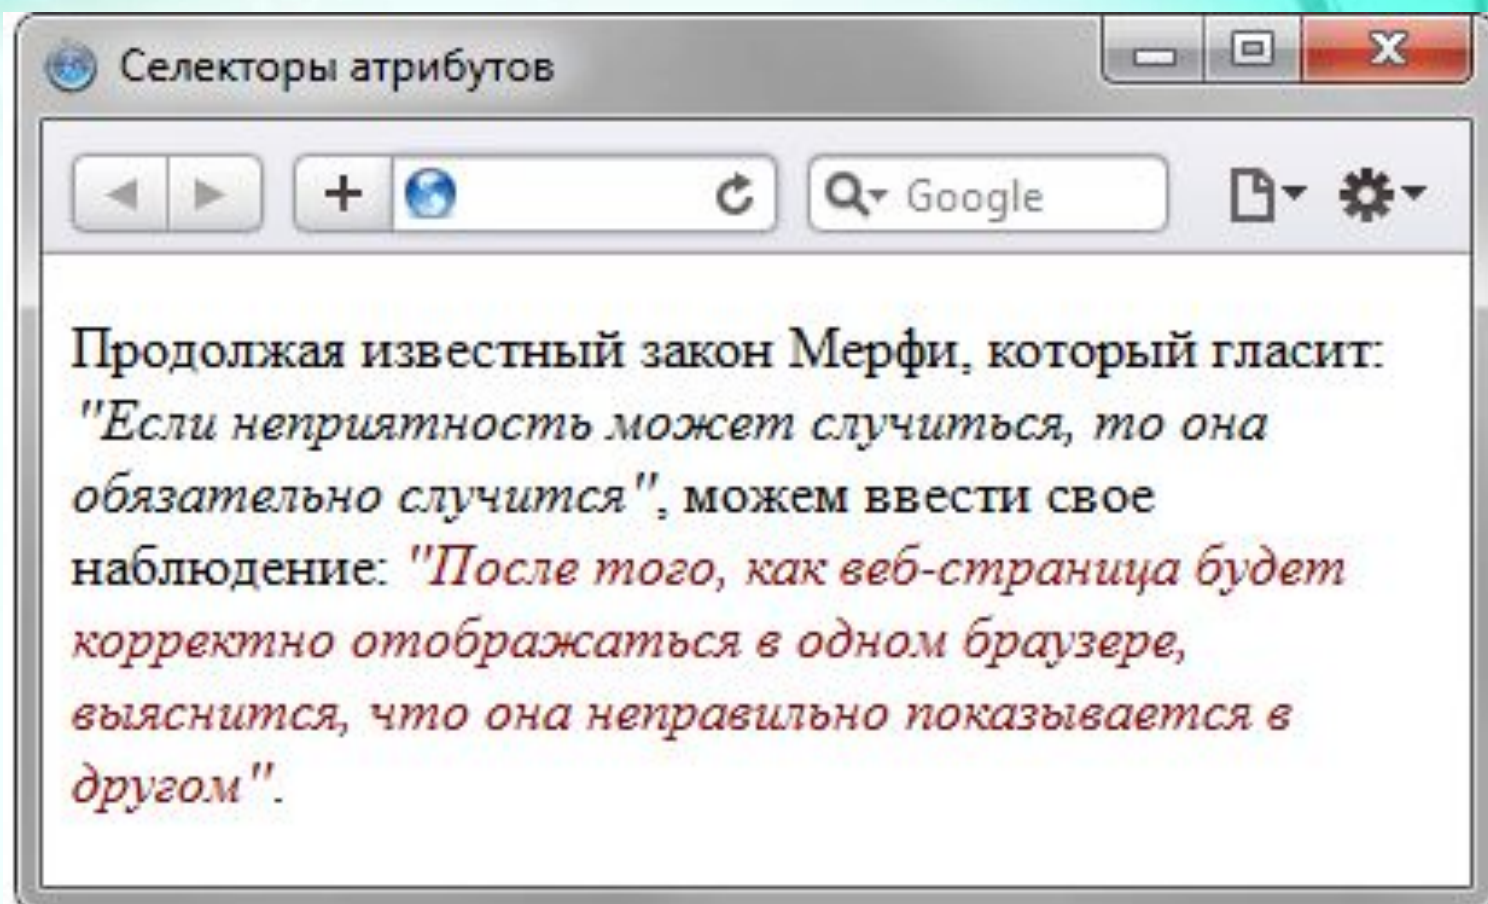 Селекторы атрибутов
Google
Продолжая известный закон Мерфи, который гласит:
"Если неприятность может случиться, то она
обязательно случится", можем ввести свое
наблюдение: "После того, как веб-страница будет
корректно отображаться в одном браузере,
выяснится, что она неправильно показывается в
другом".